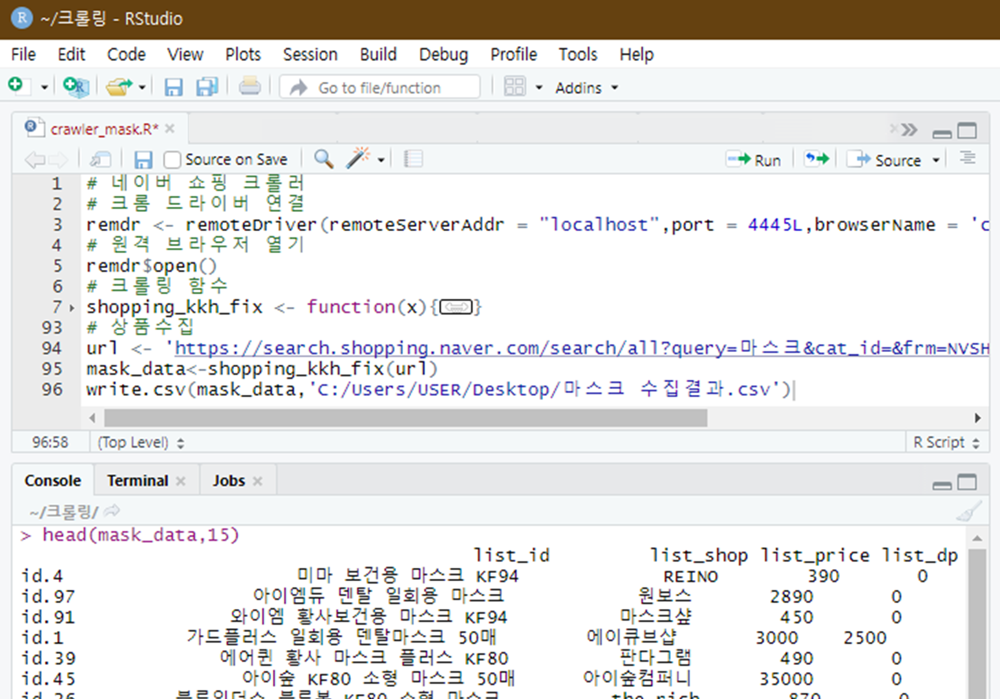 ~/크롤링 - RStudio
File Edit Code View Plots Session Build Debug Profile Tools Help
Go to file/function Addins
crawler_mask.R*
Source on Save Run Source
1 # 네이버 쇼핑 크롤러
2 # 크롬 드라이버 연결
3 remdr <- remoteDriver(remoteServerAddr = "localhost",port = 4445L,browserName = 'c
4 # 원격 브라우저 열기
5 remdr$open()
6 # 크롤링 함수
7 shopping_kkh_fix <- function(x){}
93 # 상품수집
94 url <- 'https://search.shopping.naver.com/search/all?query=마스크&cat_id=&frm=NVSH
95 mask_data<-shopping_kkh_fix(url)
96 write.csv(mask_data,'C:/Users/USER/Desktop/마스크 수집결과.csv')
96:58 (Top Level) R Script
Console Terminal Jobs
~/크롤링/
> head(mask_data,15)
list_id list_shop list_price list_dp
id.4 미마 보건용 마스크 KF94 REINO 390 0
id.97 아이엠듀 덴탈 일회용 마스크 원보스 2890 0
id.91 와이엠 황사보건용 마스크 KF94 마스크샾 450 0
id.1 가드플러스 일회용 덴탈마스크 50매 에이큐브샵 3000 2500
id.39 에어퀸 황사 마스크 플러스 KF80 판다그램 490 0
id.45 아이숲 KF80 소형 마스크 50매 아이숲컴퍼니 35000 0
KF80 소형 마스크 the rich 870 0